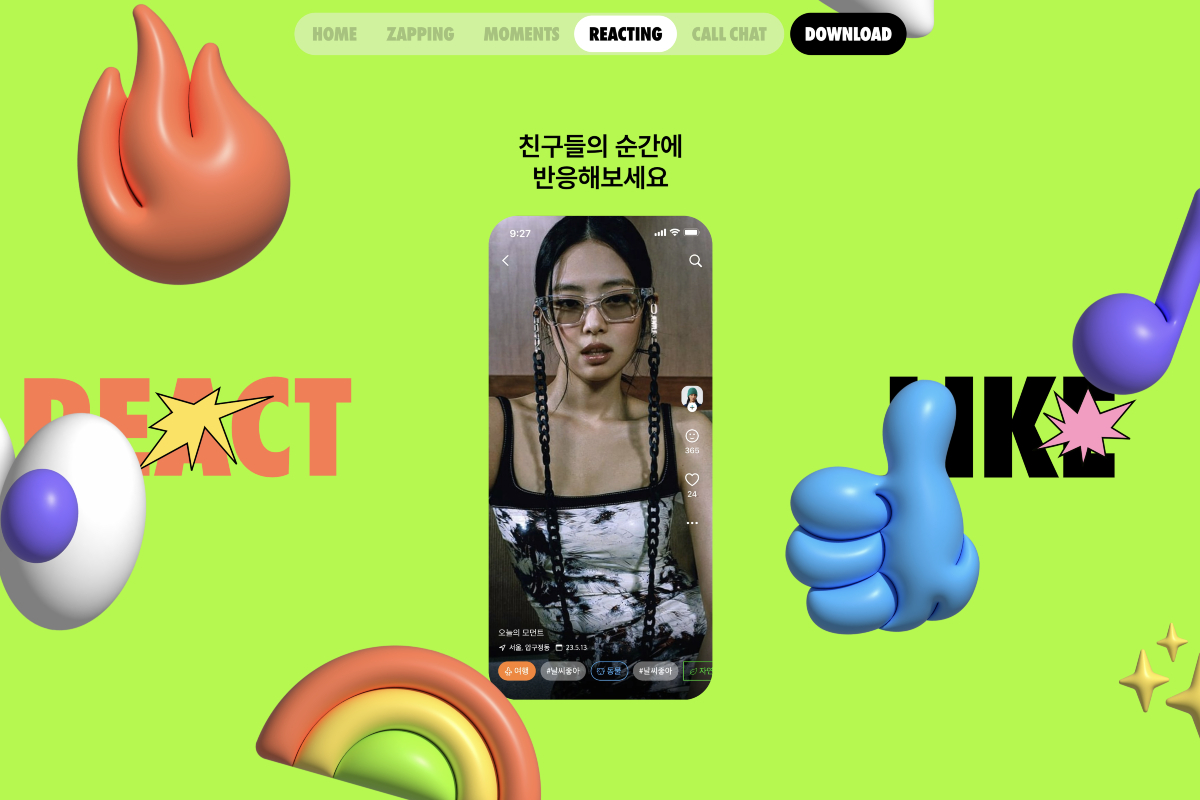 HOME ZAPPING MOMENTS REACTING CALL CHAT DOWNLOAD
친구들의 순간에
반응해보세요
9:27
REACT
LIKE
365
24
오늘의 모먼트
서울, 압구정동 23.5.13
여행 #날씨좋아 동물 #날씨좋아 자연